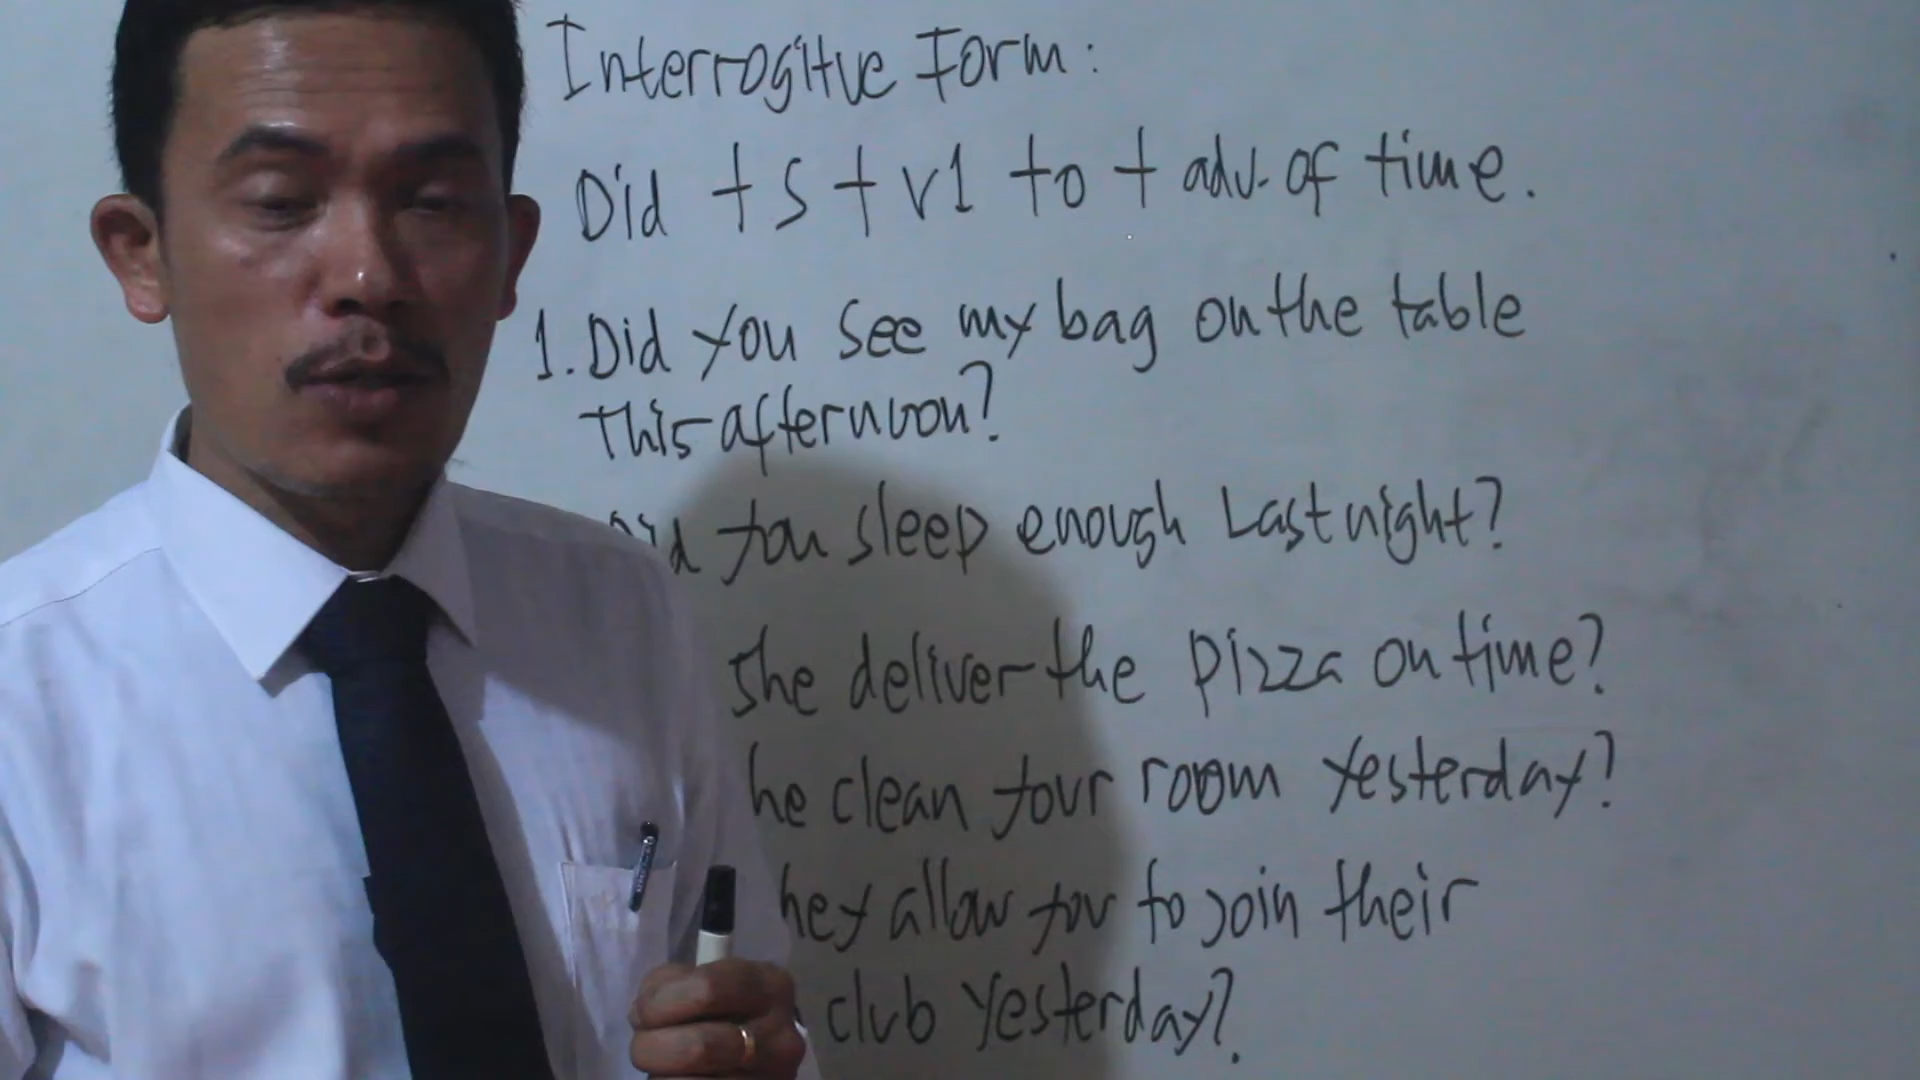 Interrogitive Form:
Did + S + V1 to + adv. of time.
1. Did you see my bag on the table
This afternoon?
you sleep enough Last night?
she deliver the pizza on time?
he clean your room yesterday?
hey allow you to join their
club yesterday?